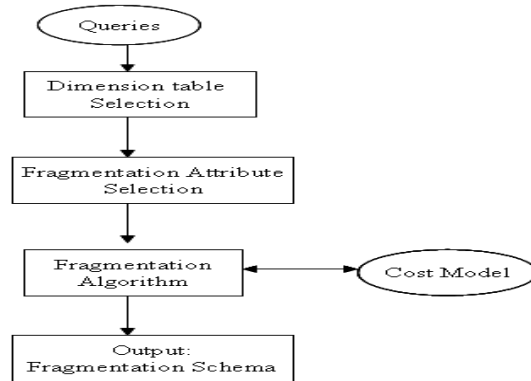 Queries
Dimension table
Selection
Fragmentation Attribute
Selection
Fragmentation
Algorithm
Cost Model
Output:
Fragmentation Schema